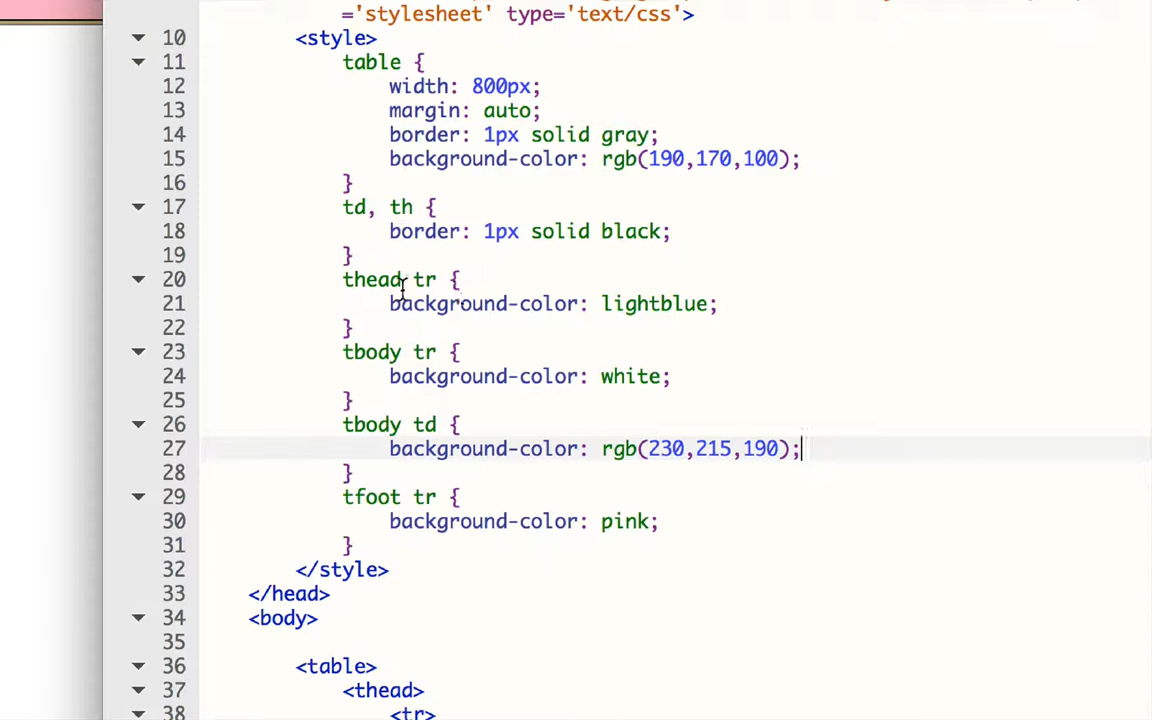 ='stylesheet' type='text/css'>
10 <style>
11 table {
12 width: 800px;
13 margin: auto;
14 border: 1px solid gray;
15 background-color: rgb(190,170,100);
16 }
17 td, th {
18 border: 1px solid black;
19 }
20 thead tr {
21 background-color: lightblue;
22 }
23 tbody tr {
24 background-color: white;
25 }
26 tbody td {
27 background-color: rgb(230,215,190);
28 }
29 tfoot tr {
30 background-color: pink;
31 }
32 </style>
33 </head>
34 <body>
35
36 <table>
37 <thead>
38 <tr>